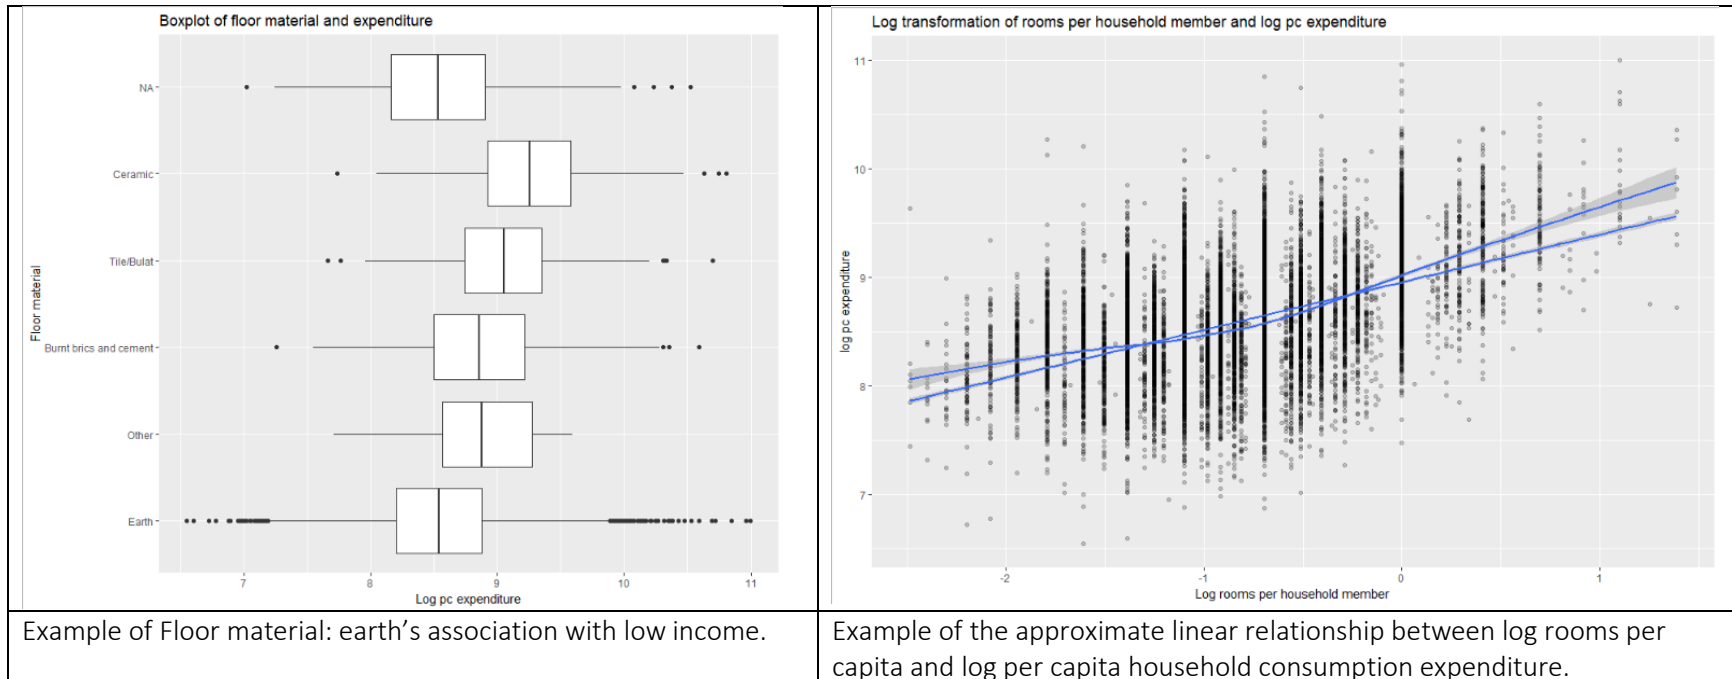 Boxplot of floor material and expenditure
Floor material
NA
Ceramic
Tile/Bulat
Burnt brics and cement
Other
Earth
7 8 9 10 11
Log pc expenditure
Example of Floor material: earth's association with low income.
Log transformation of rooms per household member and log pc expenditure
log pc expenditure
11
10
9
8
7
-2 -1 0 1
Log rooms per household member
Example of the approximate linear relationship between log rooms per
capita and log per capita household consumption expenditure.